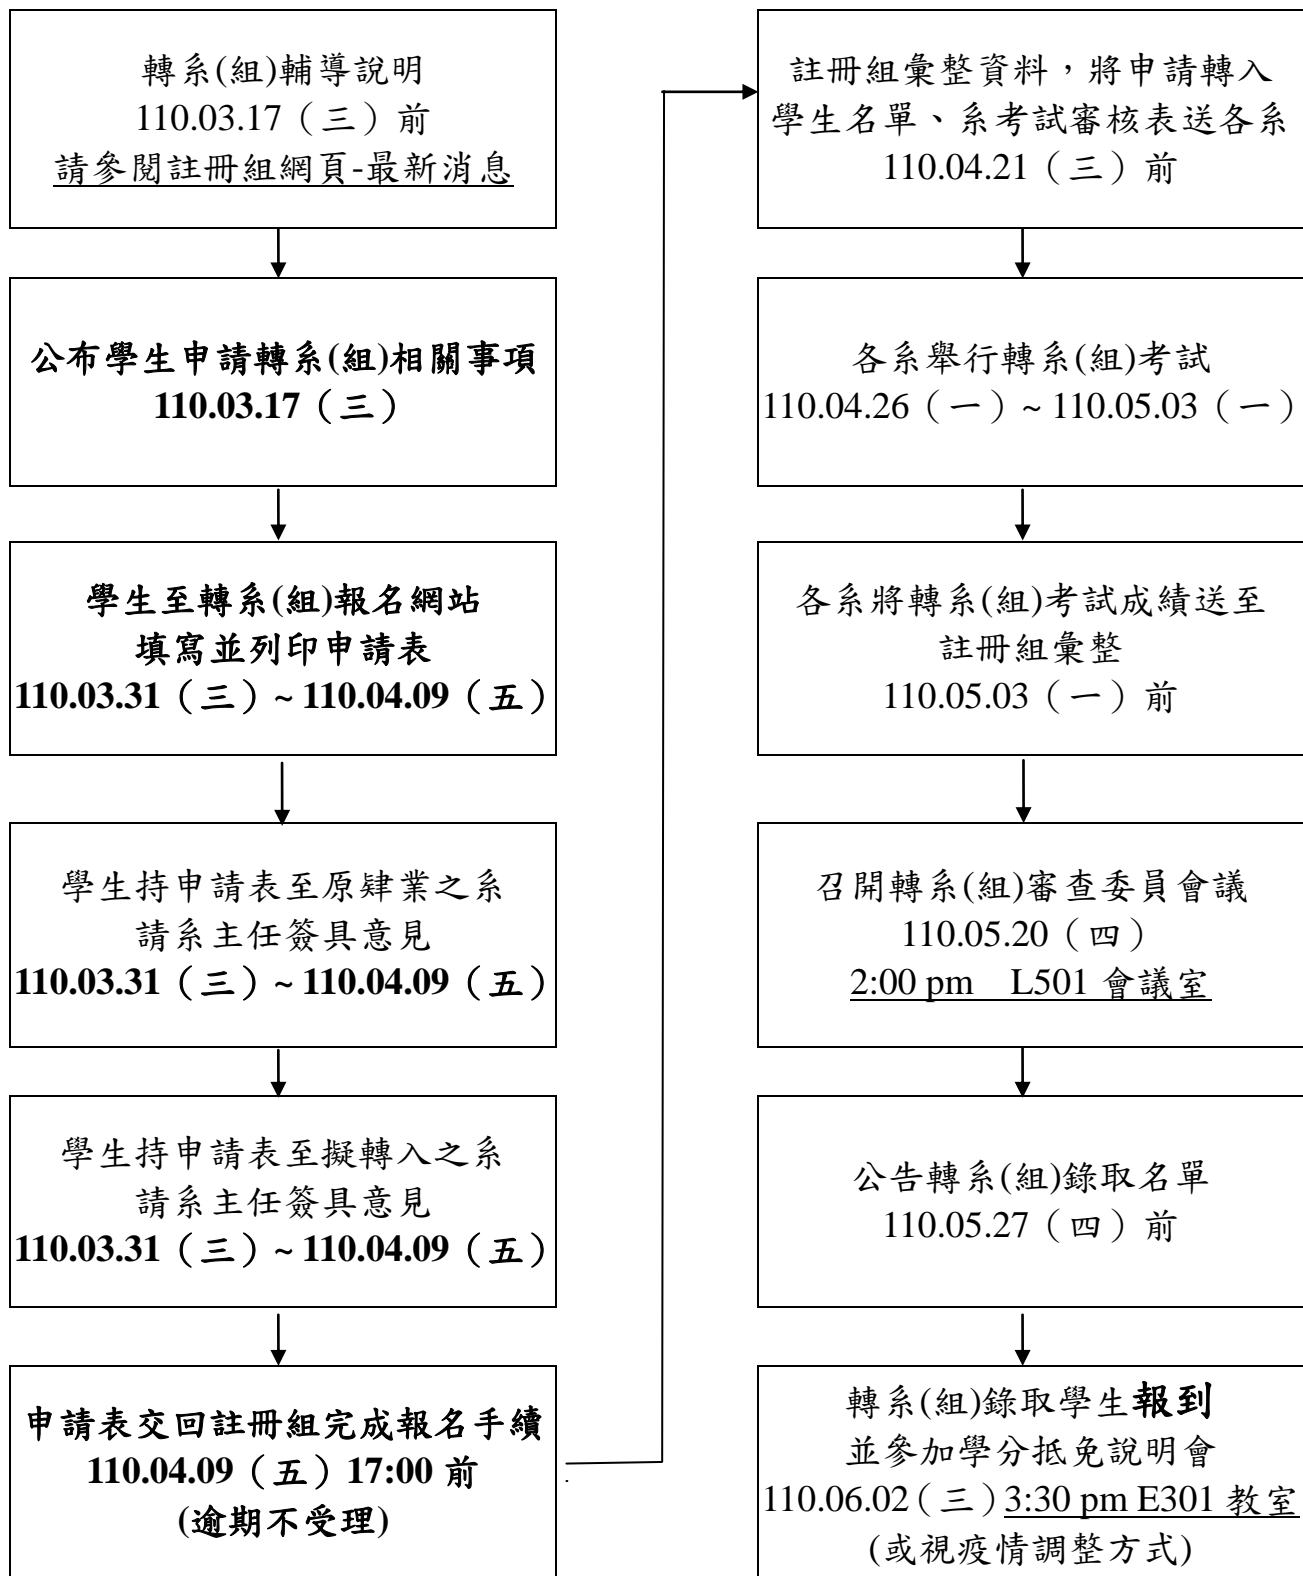 轉系(組)輔導說明
110.03.17（三）前
請參閱註冊組網頁-最新消息
公布學生申請轉系(組)相關事項
110.03.17（三）
學生至轉系(組)報名網站
填寫並列印申請表
110.03.31（三）~ 110.04.09（五）
學生持申請表至原肄業之系
請系主任簽具意見
110.03.31（三）~ 110.04.09（五）
學生持申請表至擬轉入之系
請系主任簽具意見
110.03.31（三）~ 110.04.09（五）
申請表交回註冊組完成報名手續
110.04.09（五）17:00 前
(逾期不受理)
註冊組彙整資料，將申請轉入
學生名單、系考試審核表送各系
110.04.21（三）前
各系舉行轉系(組)考試
110.04.26（一）~ 110.05.03（一）
各系將轉系(組)考試成績送至
註冊組彙整
110.05.03（一）前
召開轉系(組)審查委員會議
110.05.20（四）
2:00 pm　L501 會議室
公告轉系(組)錄取名單
110.05.27（四）前
轉系(組)錄取學生報到
並參加學分抵免說明會
110.06.02（三）3:30 pm E301 教室
(或視疫情調整方式)